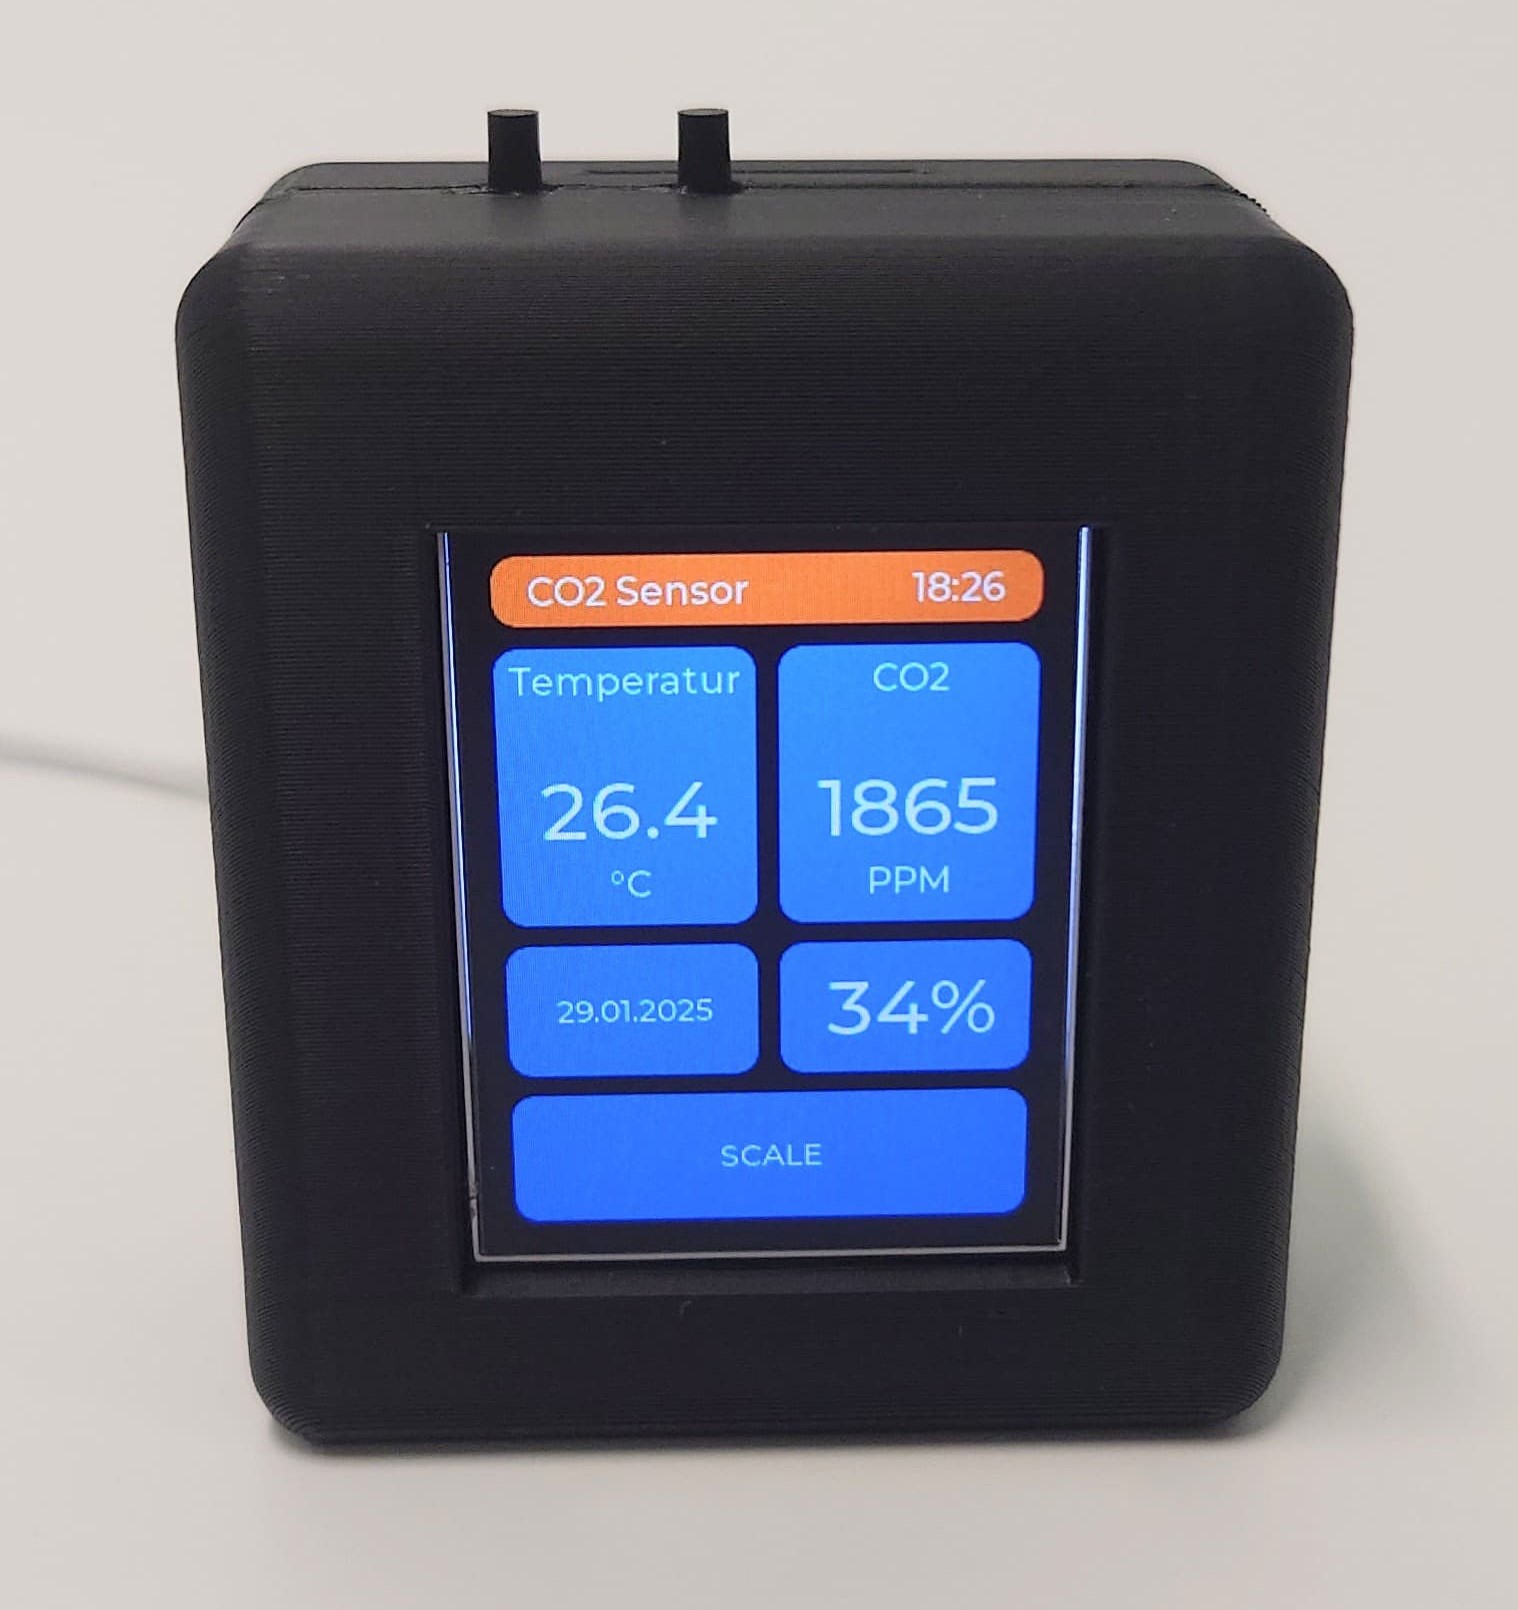 CO2 Sensor 18:26
Temperatur CO2
26.4 1865
°C PPM
29.01.2025 34%
SCALE